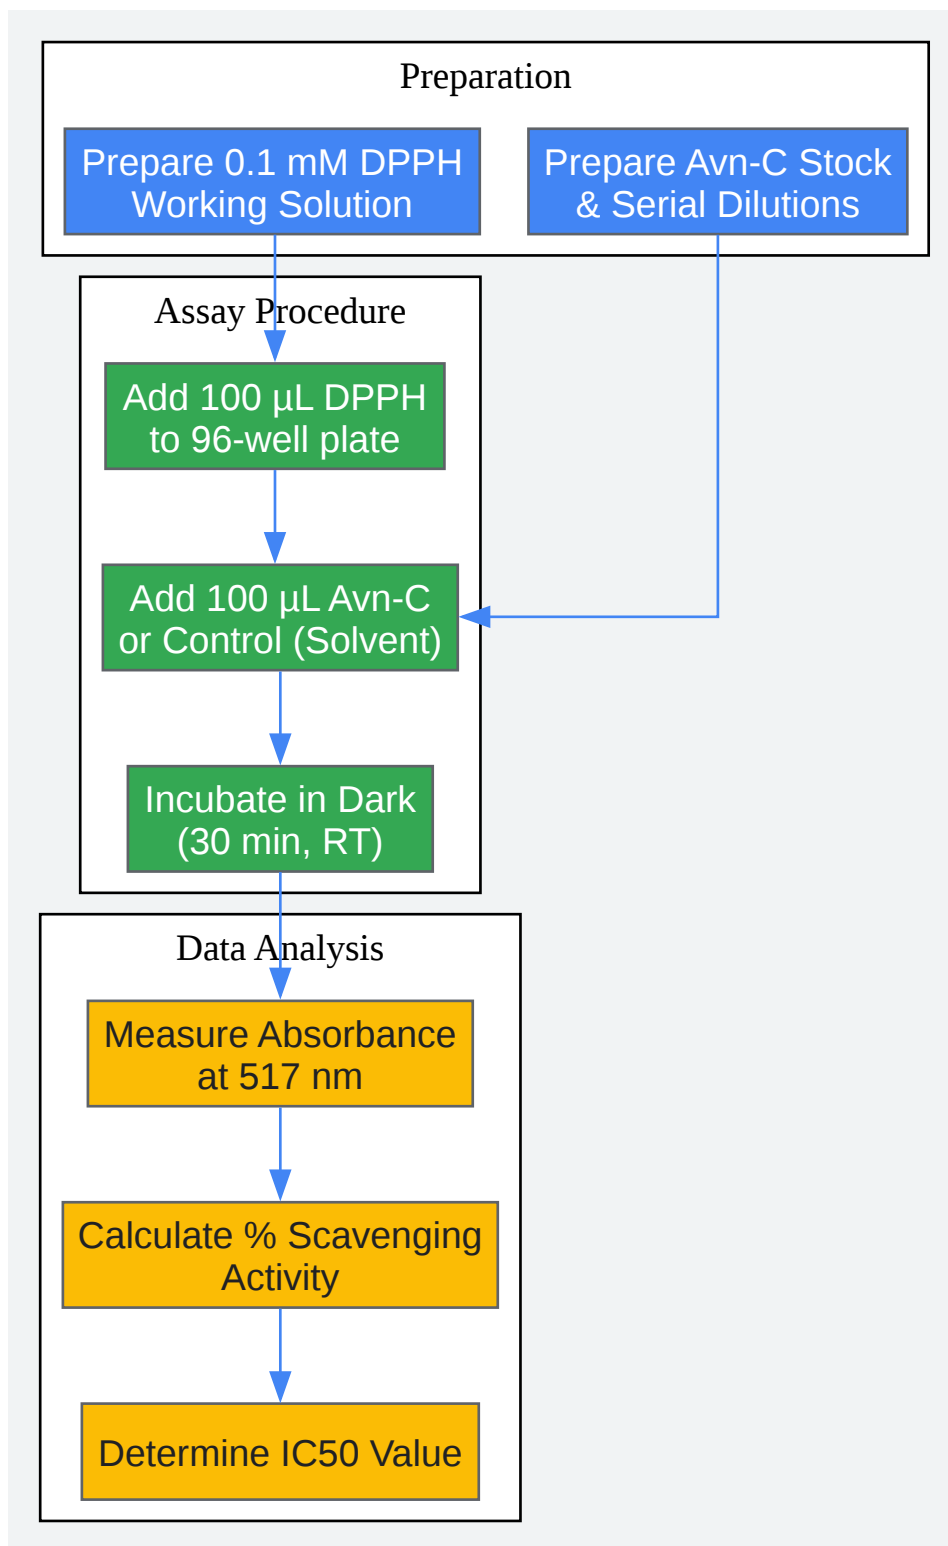 Preparation
Prepare 0.1 mM DPPH
Working Solution
Prepare Avn-C Stock
& Serial Dilutions
Assay Procedure
Add 100 µL DPPH
to 96-well plate
Add 100 µL Avn-C
or Control (Solvent)
Incubate in Dark
(30 min, RT)
Data Analysis
Measure Absorbance
at 517 nm
Calculate % Scavenging
Activity
Determine IC50 Value